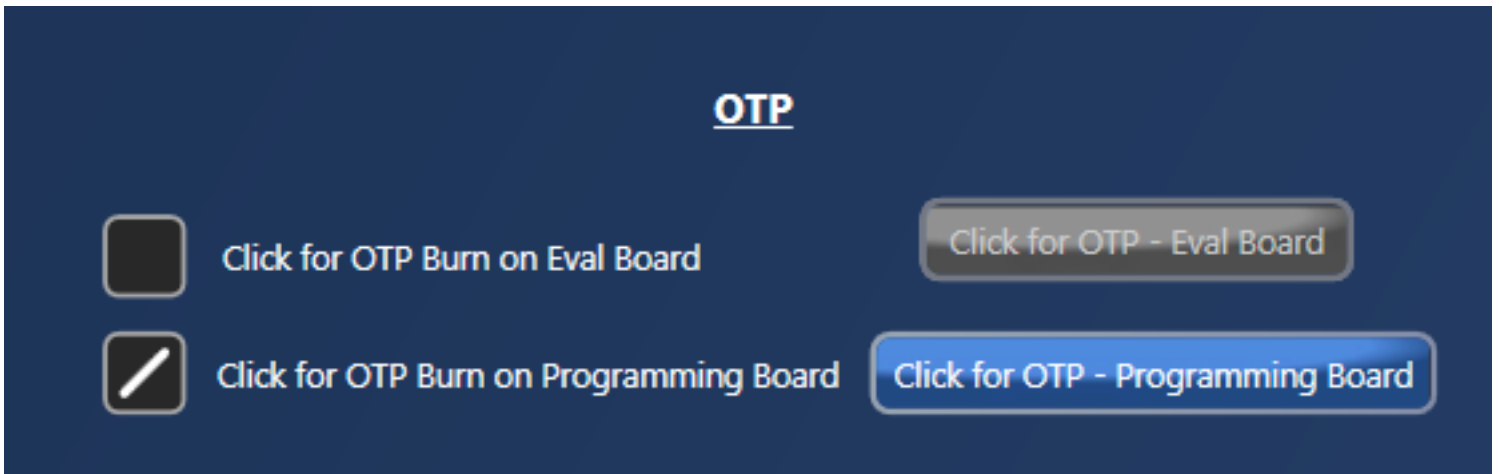 OTP
Click for OTP Burn on Eval Board
Click for OTP - Eval Board
Click for OTP Burn on Programming Board
Click for OTP - Programming Board